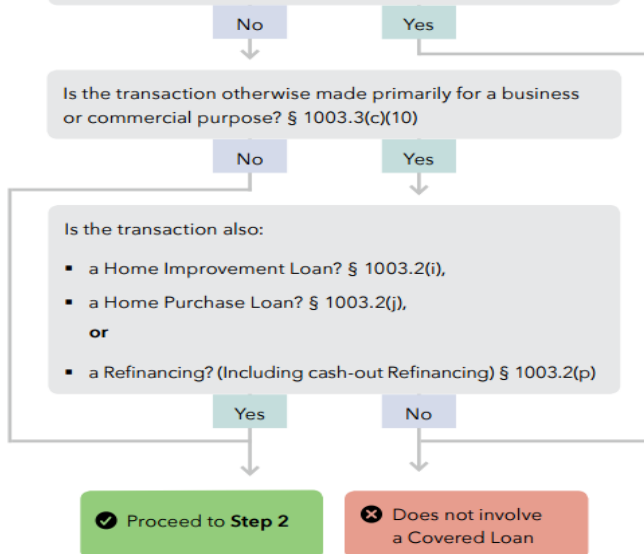 No Yes
Is the transaction otherwise made primarily for a business
or commercial purpose? § 1003.3(c)(10)
No Yes
Is the transaction also:
▪ a Home Improvement Loan? § 1003.2(i),
▪ a Home Purchase Loan? § 1003.2(j),
or
▪ a Refinancing? (Including cash-out Refinancing) § 1003.2(p)
Yes No
Proceed to Step 2
Does not involve
a Covered Loan